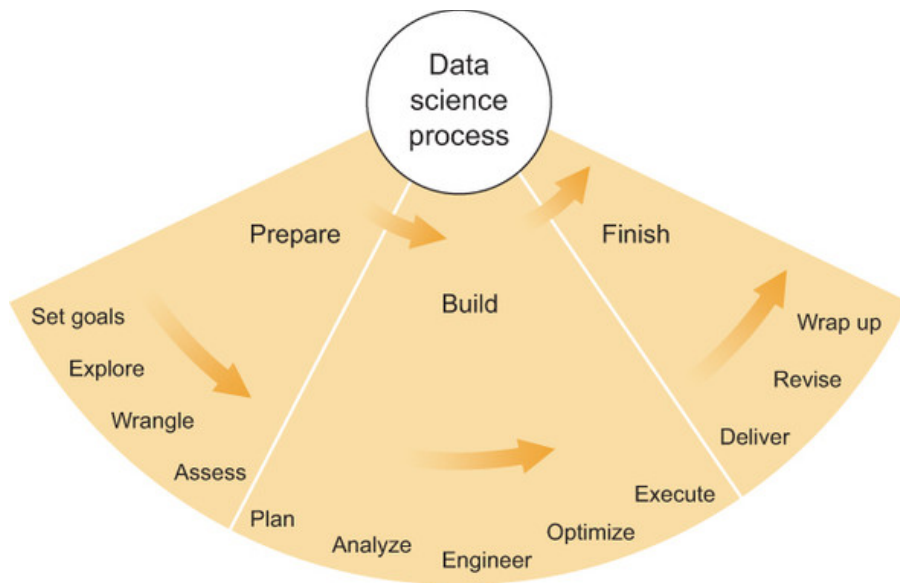 Data
science
process
Prepare
Build
Finish
Set goals
Explore
Wrangle
Assess
Plan
Analyze
Engineer
Optimize
Execute
Deliver
Revise
Wrap up